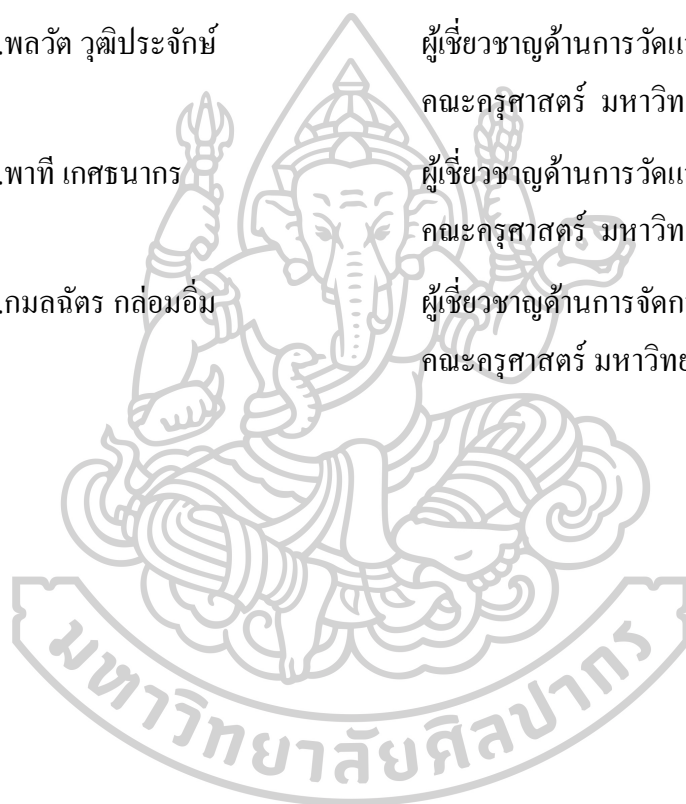 .พลวัต วุฒิประจักษ์ ผู้เชี่ยวชาญด้านการวัดแ
คณะครุศาสตร์ มหาวิท
.พาที เกศธนากร ผู้เชี่ยวชาญด้านการวัดแ
คณะครุศาสตร์ มหาวิท
.กมลฉัตร กล่อมอิ่ม ผู้เชี่ยวชาญด้านการจัดก
คณะครุศาสตร์ มหาวิทย
มหาวิทยาลัยศิลปากร